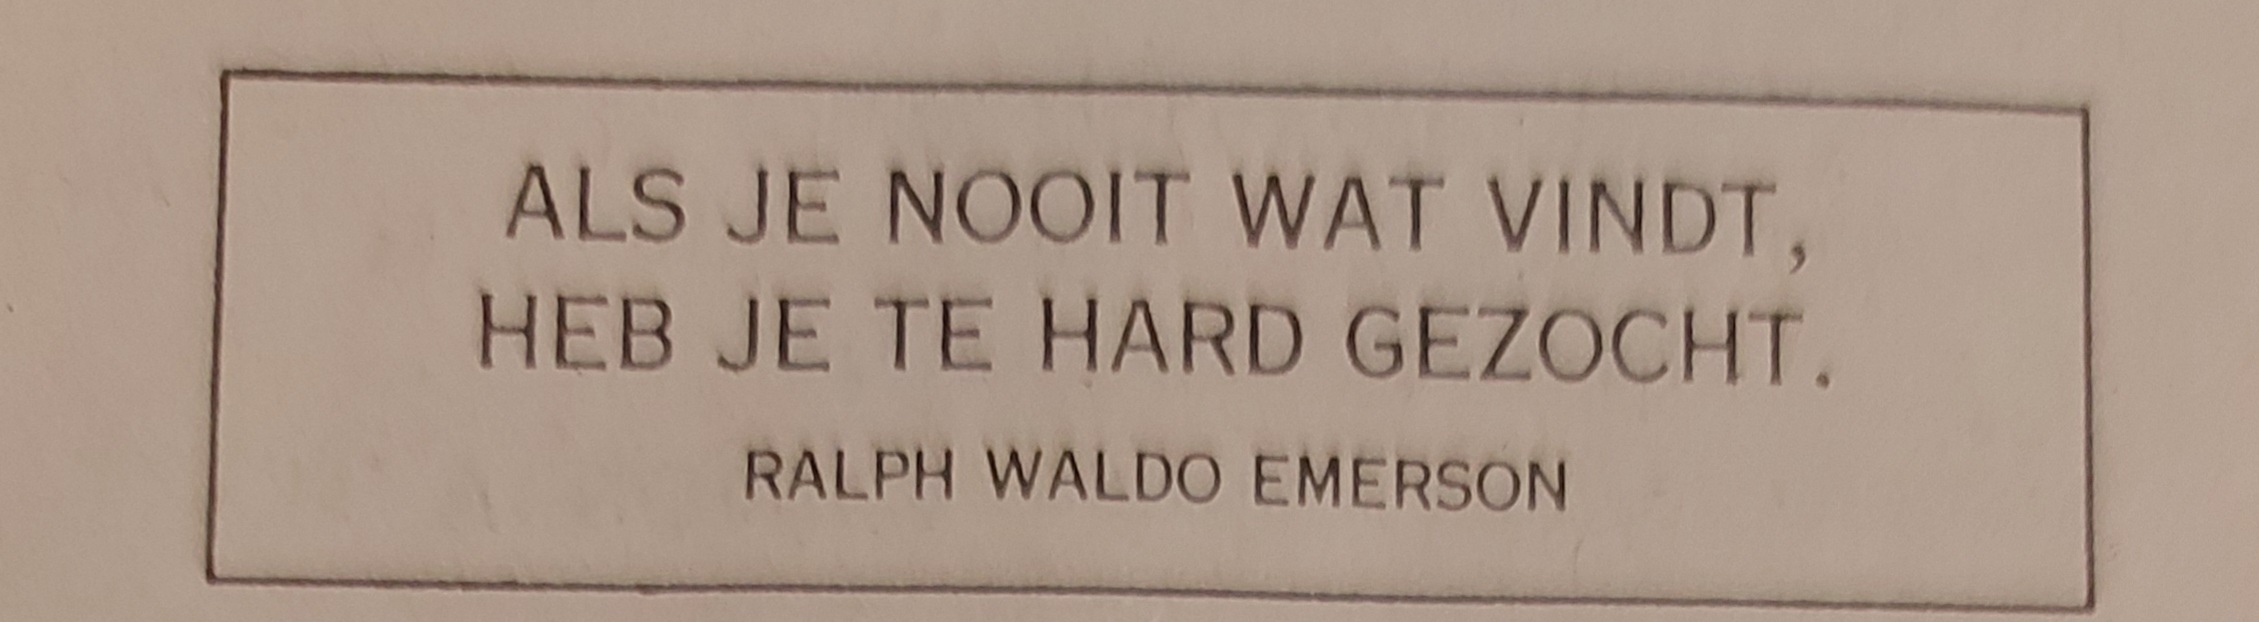 ALS JE NOOIT WAT VINDT,
HEB JE TE HARD GEZOCHT.
RALPH WALDO EMERSON